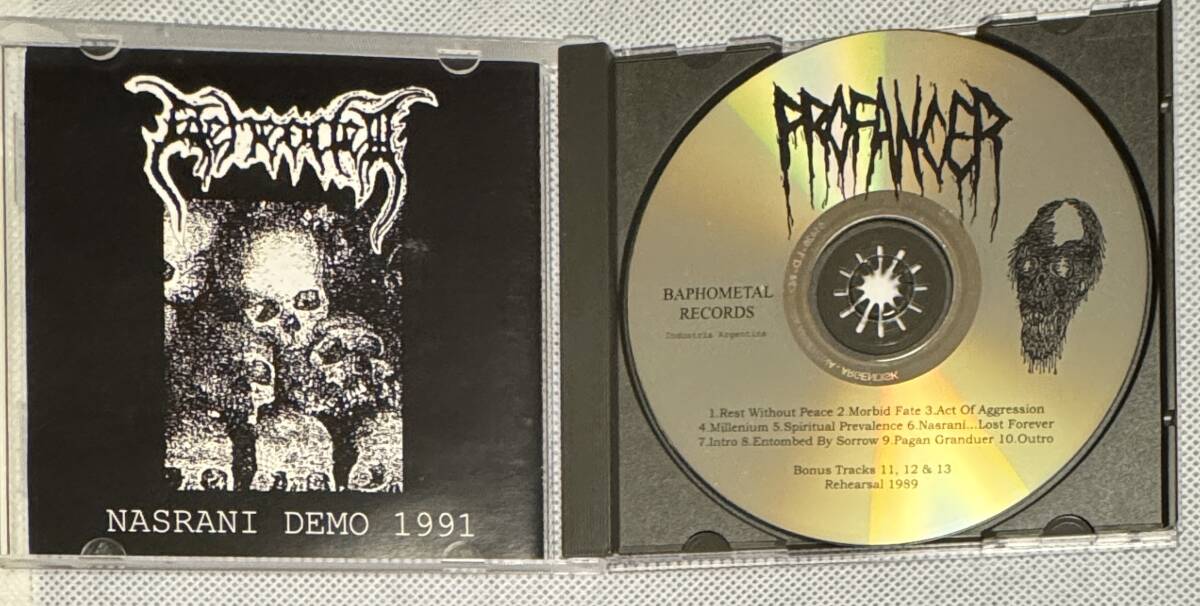 NASRANI DEMO 1991
PROFANCER
BAPHOMETAL
RECORDS
Industria Argentina
1.Rest Without Peace 2.Morbid Fate 3.Act Of Aggression
4.Millenium 5.Spiritual Prevalence 6.Nasrani...Lost Forever
7.Intro 8.Entombed By Sorrow 9.Pagan Granduer 10.Outro
Bonus Tracks 11, 12 & 13
Rehearsal 1989
ARGENDISK